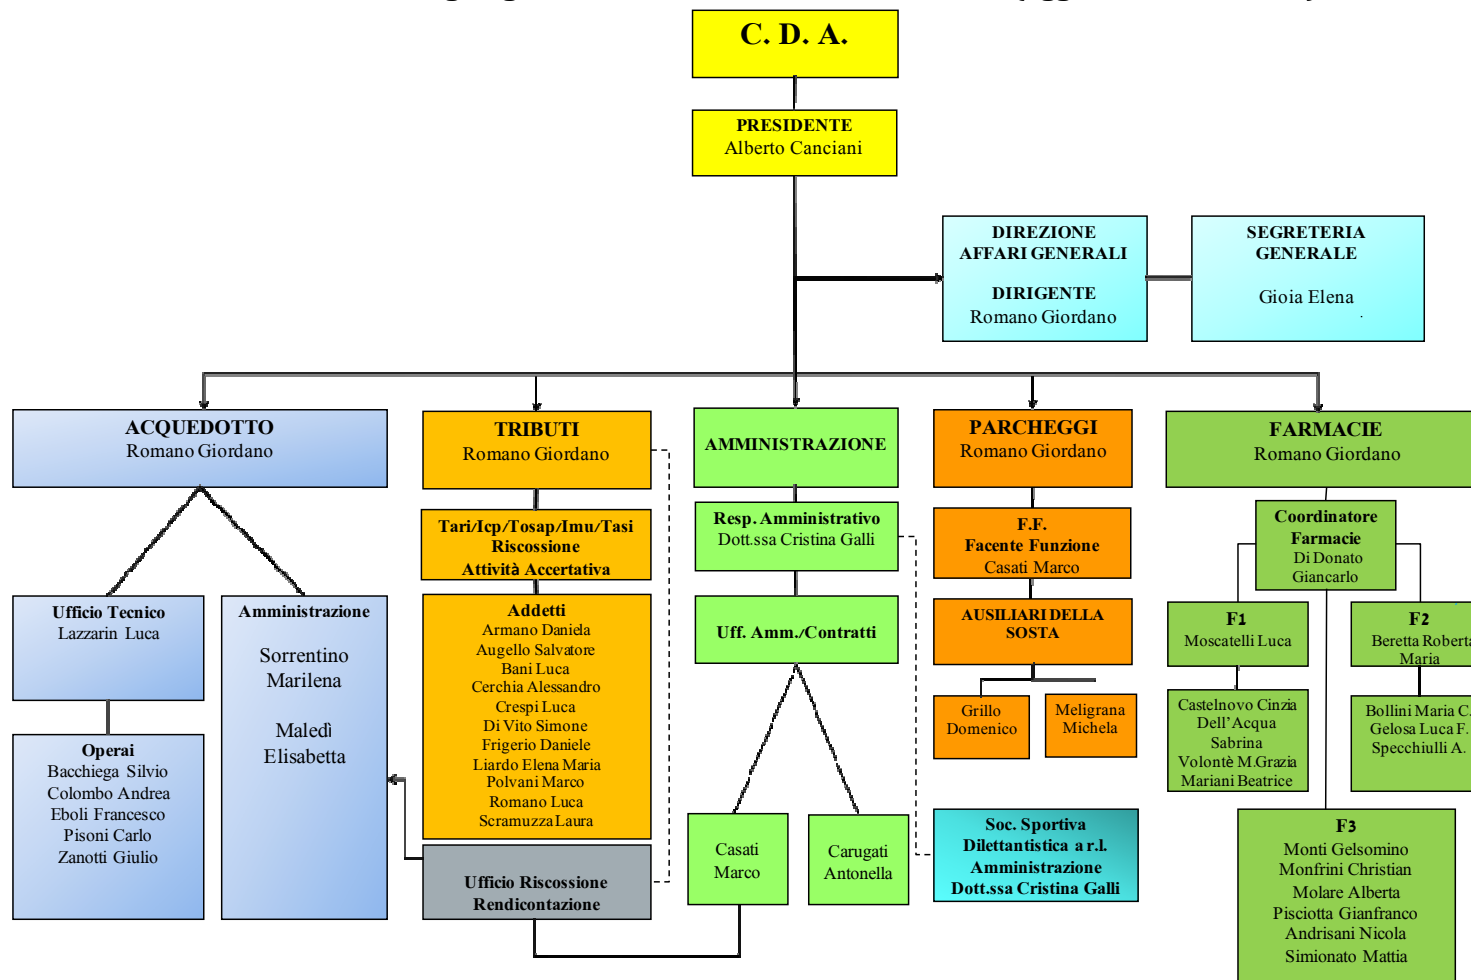 C. D. A.
PRESIDENTE
Alberto Canciani
DIREZIONE
AFFARI GENERALI
DIRIGENTE
Romano Giordano
SEGRETERIA
GENERALE
Gioia Elena
ACQUEDOTTO
Romano Giordano
TRIBUTI
Romano Giordano
AMMINISTRAZIONE
PARCHEGGI
Romano Giordano
FARMACIE
Romano Giordano
Tari/Icp/Tosap/Imu/Tasi
Riscossione
Attività Accertativa
Resp. Amministrativo
Dott.ssa Cristina Galli
F.F.
Facente Funzione
Casati Marco
Coordinatore
Farmacie
Di Donato
Giancarlo
Ufficio Tecnico
Lazzarin Luca
Amministrazione
Sorrentino
Marilena
Maledì
Elisabetta
Addetti
Armano Daniela
Augello Salvatore
Bani Luca
Cerchia Alessandro
Crespi Luca
Di Vito Simone
Frigerio Daniele
Liardo Elena Maria
Polvani Marco
Romano Luca
Scramuzza Laura
Uff. Amm./Contratti
AUSILIARI DELLA
SOSTA
F1
Moscatelli Luca
F2
Beretta Roberta
Maria
Grillo
Domenico
Meligrana
Michela
Castelnovo Cinzia
Dell'Acqua
Sabrina
Volontè M.Grazia
Mariani Beatrice
Bollini Maria C.
Gelosa Luca F.
Specchiulli A.
Operai
Bacchiega Silvio
Colombo Andrea
Eboli Francesco
Pisoni Carlo
Zanotti Giulio
Ufficio Riscossione
Rendicontazione
Casati
Marco
Carugati
Antonella
Soc. Sportiva
Dilettantistica a r.l.
Amministrazione
Dott.ssa Cristina Galli
F3
Monti Gelsomino
Monfrini Christian
Molare Alberta
Pisciotta Gianfranco
Andrisani Nicola
Simionato Mattia